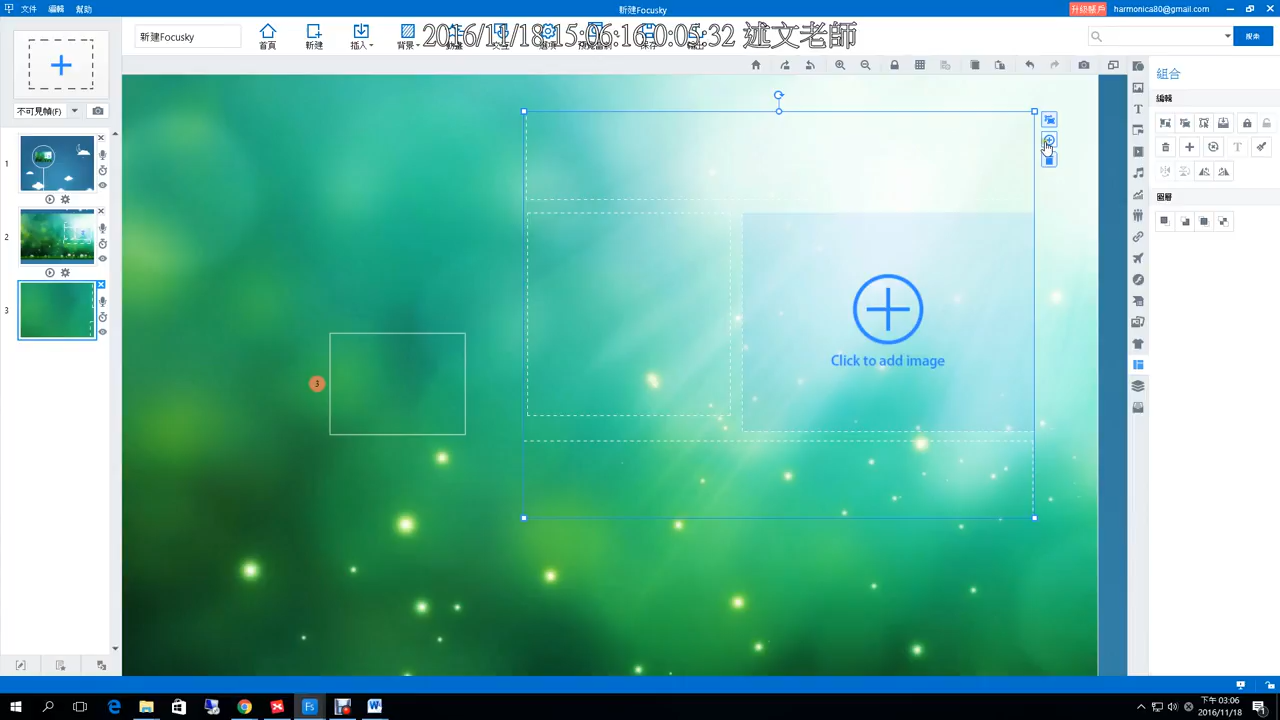 文件 編輯 幫助
新建Focusky
升級賬戶 harmonica80@gmail.com
新建Focusky
首頁 新建 插入 背景
2016/11/18 15:06:16 0:05:32 述文老師
搜索
組合
不可見幀(F)
編輯
1
2
3
圖層
3
Click to add image
下午 03:06
2016/11/18
1